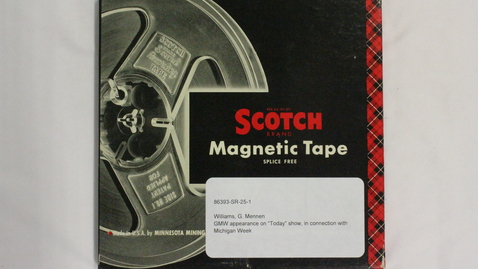 SCOTCH
BRAND
Magnetic Tape
SPLICE FREE
86393-SR-25-1
Williams, G. Mennen
GMW appearance on "Today" show, in connection with
Michigan Week
Made in U.S.A. by MINNESOTA MINING